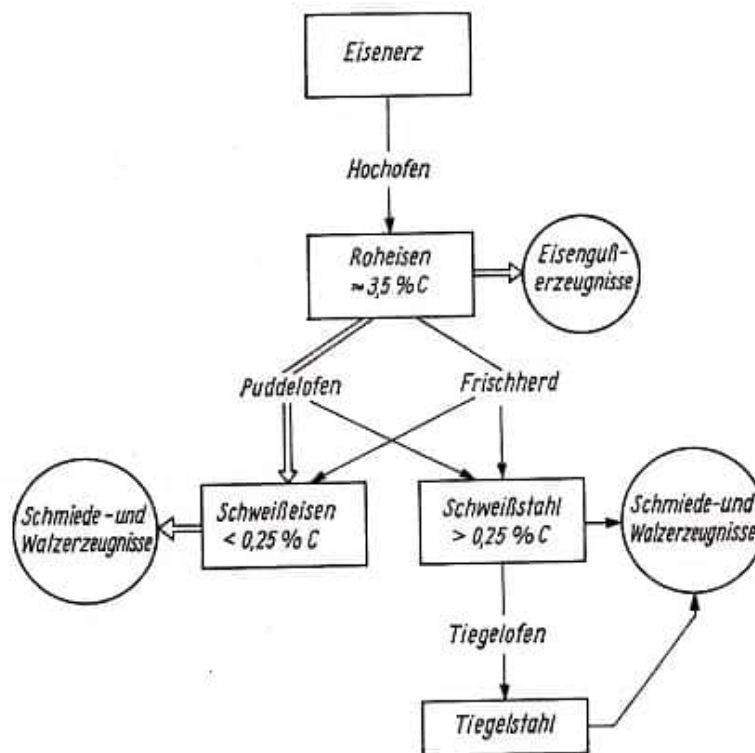 Eisenerz
Hochofen
Roheisen
≈ 3,5 % C
Eisenguß-
erzeugnisse
Puddelofen
Frischherd
Schmiede-und
Walzerzeugnisse
Schweißeisen
< 0,25 % C
Schweißstahl
> 0,25 % C
Schmiede-und
Walzerzeugnisse
Tiegelofen
Tiegelstahl